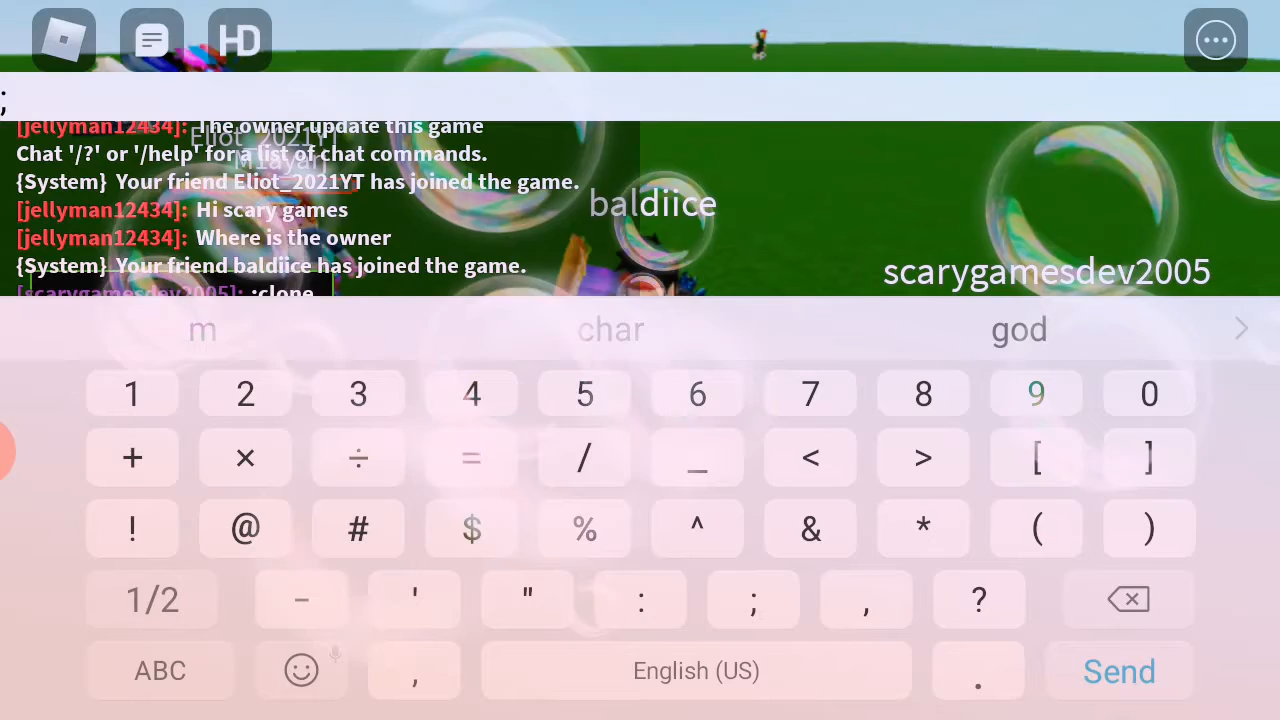 HD
;
[jellyman12434]: The owner update this game
Eliot_2021YT
Chat '/?' or '/help' for a list of chat commands.
{System} Your friend Eliot_2021YT has joined the game.
[jellyman12434]: Hi scary games
baldiice
[jellyman12434]: Where is the owner
{System} Your friend baldiice has joined the game.
scarygamesdev2005
[scarygamesdev2005]: ;clone
m char god
1 2 3 4 5 6 7 8 9 0
+ × ÷ = / _ < > [ ]
! @ # $ % ^ & * ( )
1/2 - ' " : ; , ?
ABC , English (US) . Send